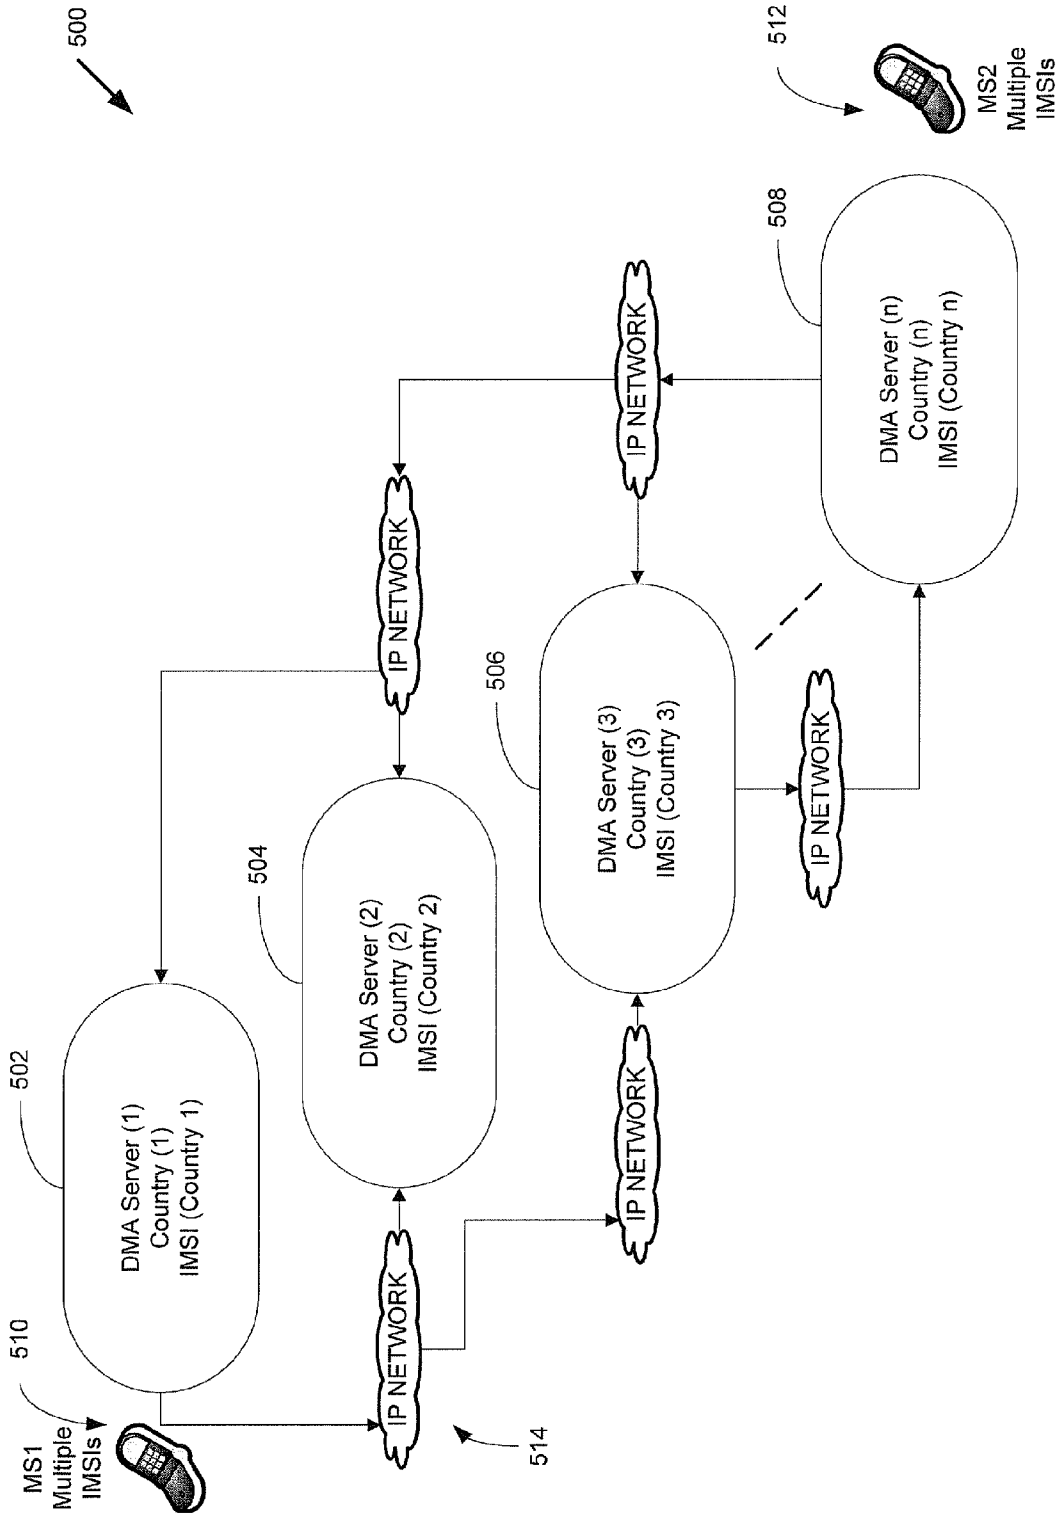 500
MS1
Multiple
IMSIs
510
502
DMA Server (1)
Country (1)
IMSI (Country 1)
504
DMA Server (2)
Country (2)
IMSI (Country 2)
IP NETWORK
IP NETWORK
514
506
DMA Server (3)
Country (3)
IMSI (Country 3)
IP NETWORK
IP NETWORK
IP NETWORK
508
DMA Server (n)
Country (n)
IMSI (Country n)
512
MS2
Multiple
IMSIs